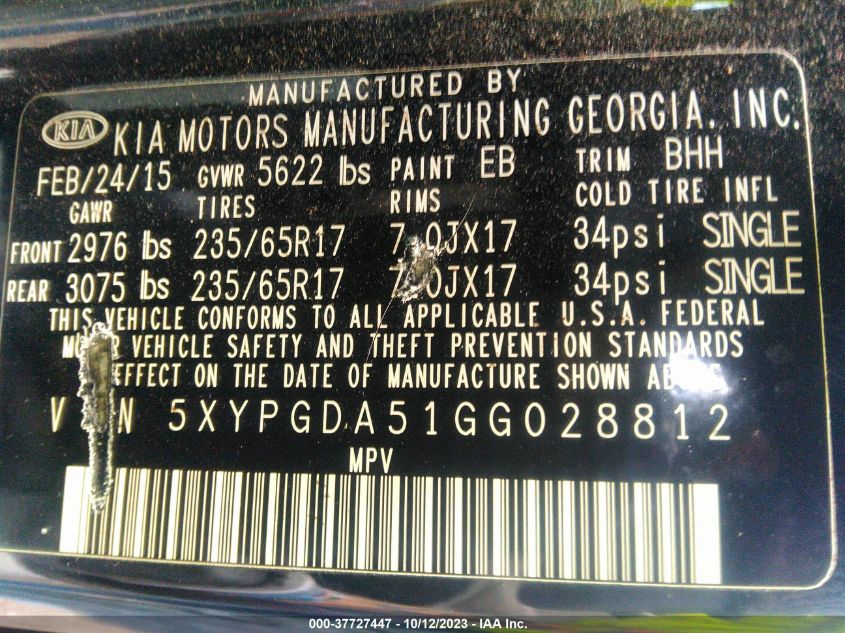 MANUFACTURED BY
KIA KIA MOTORS MANUFACTURING GEORGIA, INC.
FEB/24/15 GVWR 5622 lbs PAINT EB TRIM BHH
GAWR TIRES RIMS COLD TIRE INFL
FRONT 2976 lbs 235/65R17 7.0JX17 34psi SINGLE
REAR 3075 lbs 235/65R17 7.0JX17 34psi SINGLE
THIS VEHICLE CONFORMS TO ALL APPLICABLE U.S.A. FEDERAL
VEHICLE SAFETY AND THEFT PREVENTION STANDARDS
EFFECT ON THE DATE OF MANUFACTURE SHOWN ABOVE
V N 5XYPGDA51GG028812
MPV
000-37727447 - 10/12/2023 - IAA Inc.